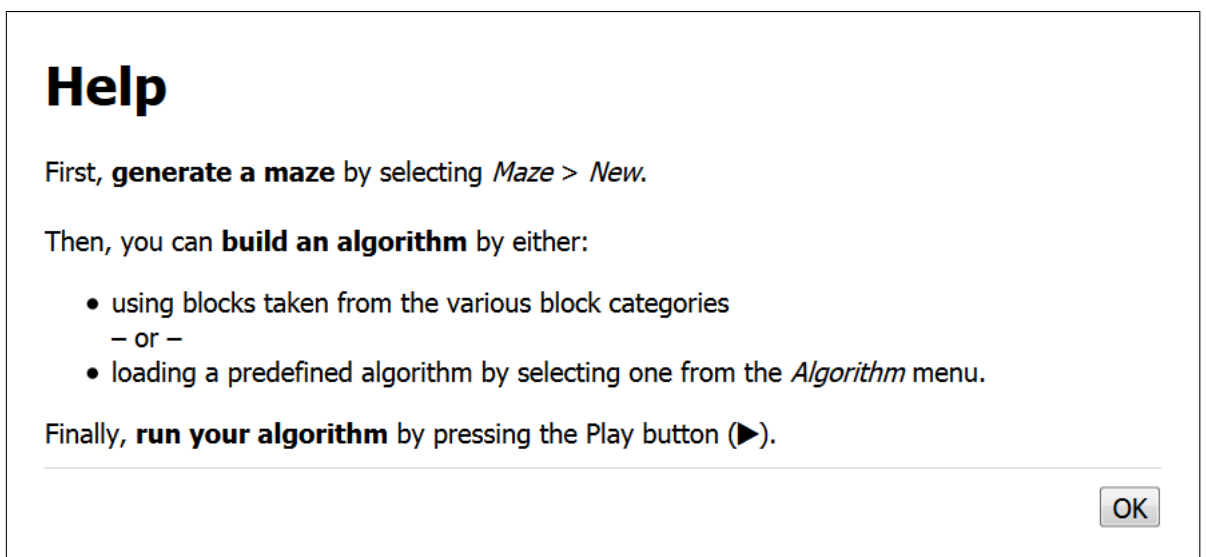 Help
First, generate a maze by selecting Maze > New.
Then, you can build an algorithm by either:
• using blocks taken from the various block categories
– or –
• loading a predefined algorithm by selecting one from the Algorithm menu.
Finally, run your algorithm by pressing the Play button (▶).
OK